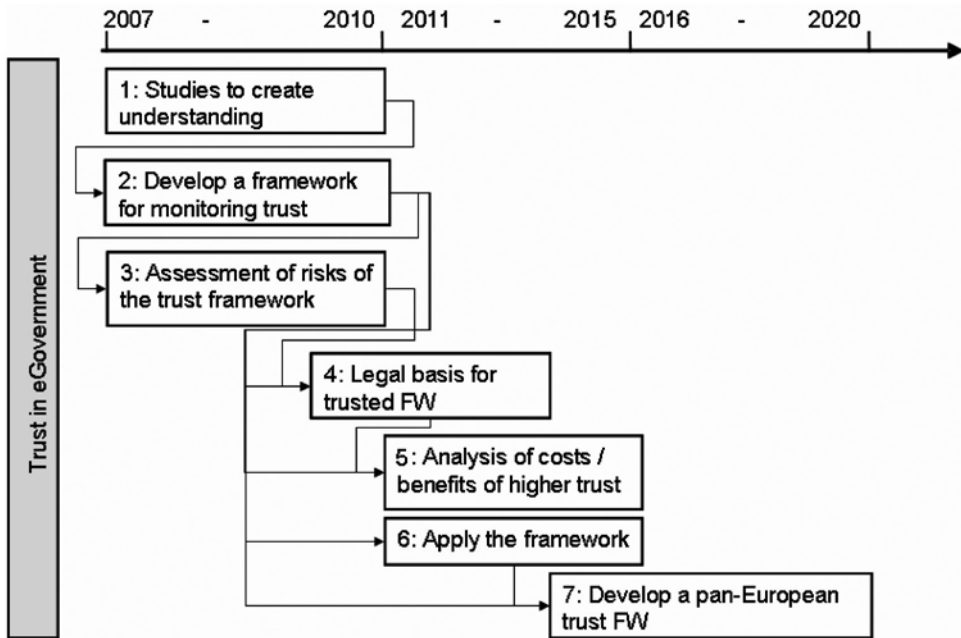 2007 - 2010 2011 - 2015 2016 - 2020
Trust in eGovernment
1: Studies to create
understanding
2: Develop a framework
for monitoring trust
3: Assessment of risks of
the trust framework
4: Legal basis for
trusted FW
5: Analysis of costs /
benefits of higher trust
6: Apply the framework
7: Develop a pan-European
trust FW